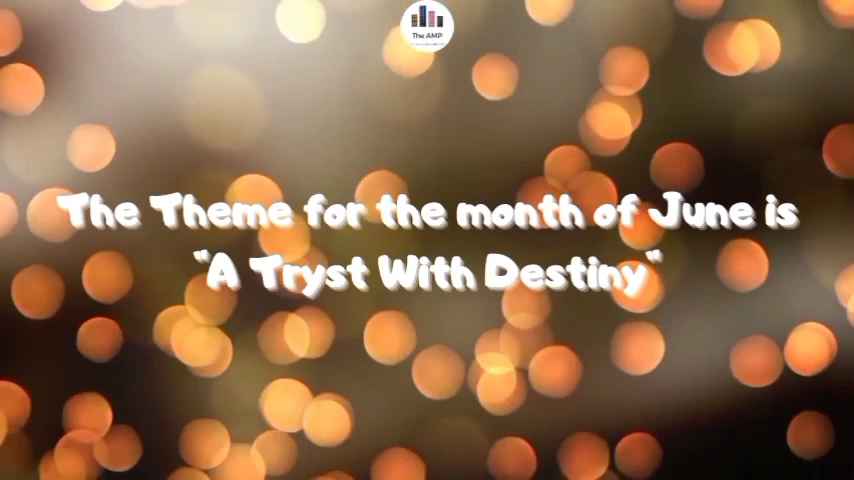 The AMP
The Theme for the month of June is
"A Tryst With Destiny"